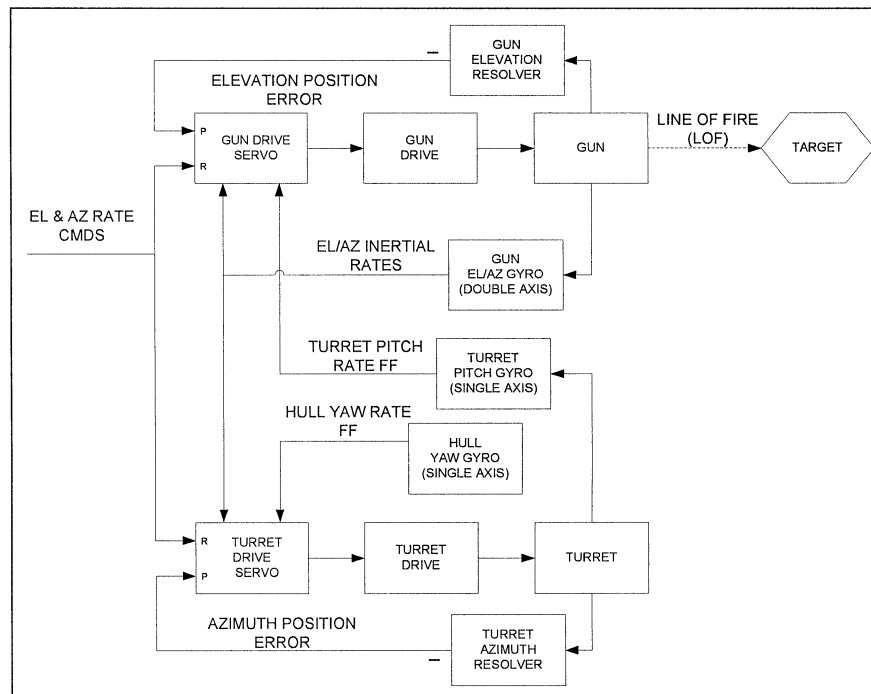 GUN
ELEVATION
RESOLVER
ELEVATION POSITION
ERROR
P
R
GUN DRIVE
SERVO
GUN
DRIVE
GUN
LINE OF FIRE
(LOF)
TARGET
EL & AZ RATE
CMDS
EL/AZ INERTIAL
RATES
GUN
EL/AZ GYRO
(DOUBLE AXIS)
TURRET PITCH
RATE FF
TURRET
PITCH GYRO
(SINGLE AXIS)
HULL YAW RATE
FF
HULL
YAW GYRO
(SINGLE AXIS)
R
P
TURRET
DRIVE
SERVO
TURRET
DRIVE
TURRET
AZIMUTH POSITION
ERROR
TURRET
AZIMUTH
RESOLVER